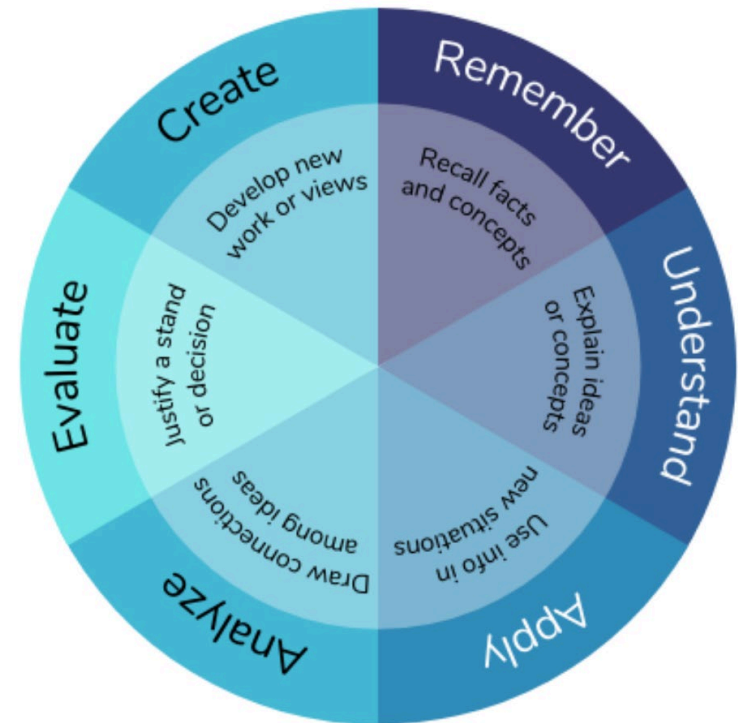 Remember
Recall facts
and concepts
Understand
Explain ideas
or concepts
Apply
Use info in
new situations
Analyze
Draw connections
among ideas
Evaluate
Justify a stand
or decision
Create
Develop new
work or views